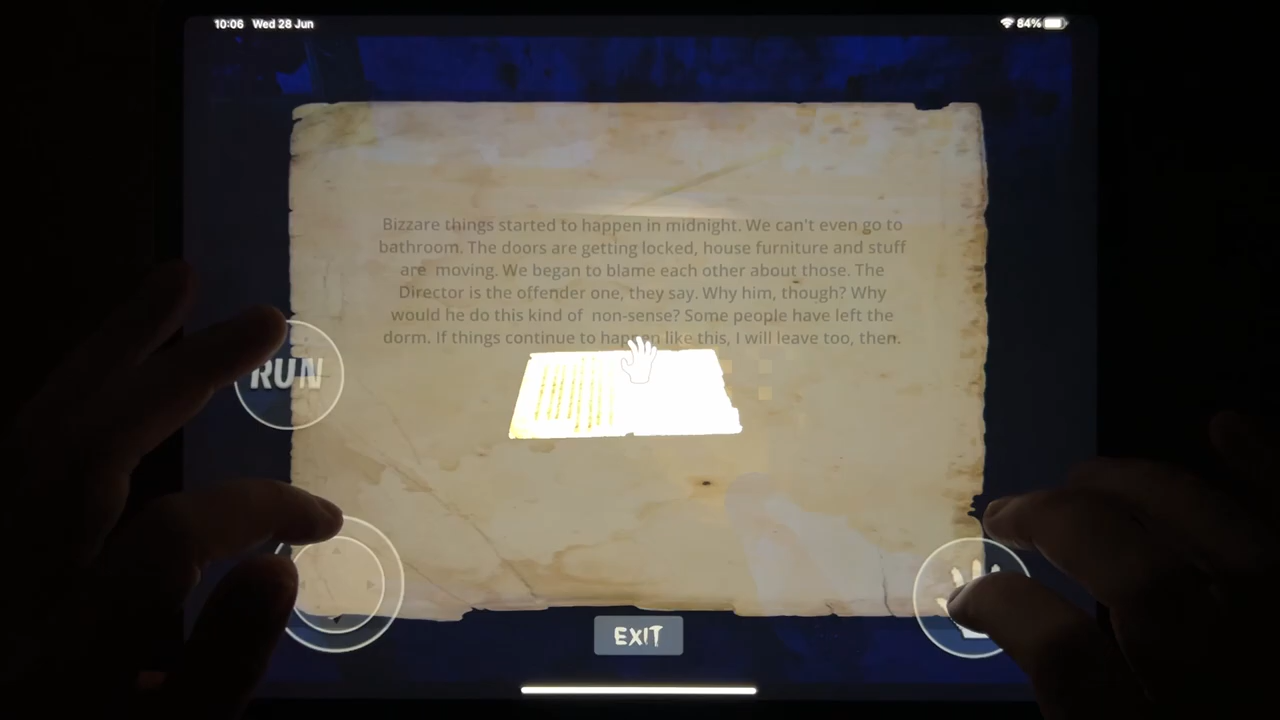 10:06 Wed 28 Jun 84%
Bizzare things started to happen in midnight. We can't even go to
bathroom. The doors are getting locked, house furniture and stuff
are moving. We began to blame each other about those. The
Director is the offender one, they say. Why him, though? Why
would he do this kind of non-sense? Some people have left the
dorm. If things continue to happen like this, I will leave too, then.
RUN
EXIT